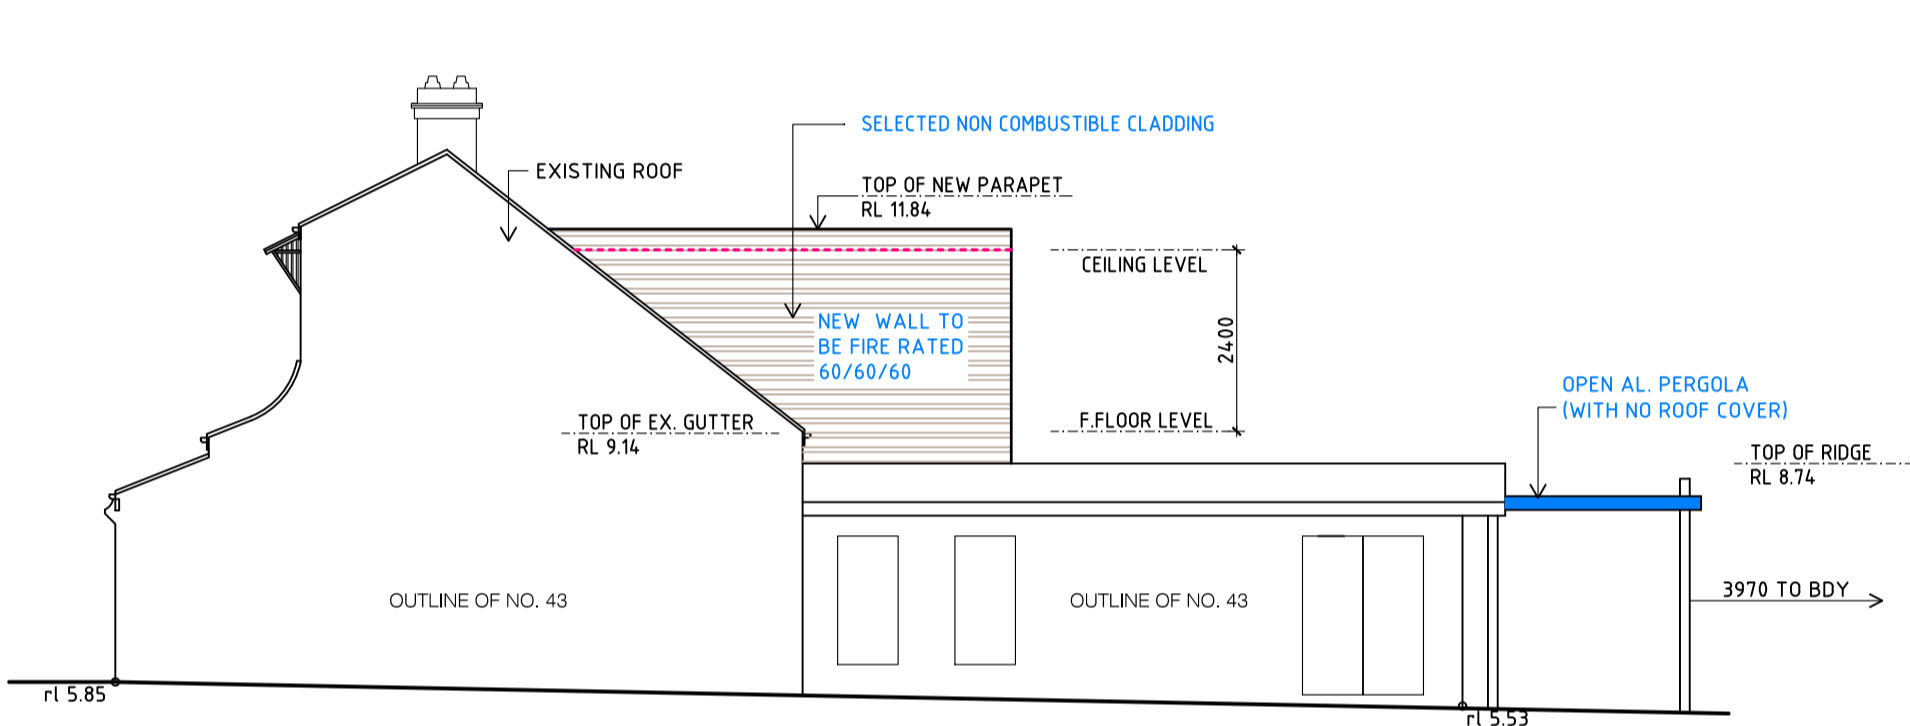 SELECTED NON COMBUSTIBLE CLADDING
EXISTING ROOF
TOP OF NEW PARAPET
RL 11.84
CEILING LEVEL
NEW WALL TO
BE FIRE RATED
60/60/60
2400
OPEN AL. PERGOLA
(WITH NO ROOF COVER)
TOP OF EX. GUTTER
RL 9.14
F.FLOOR LEVEL
TOP OF RIDGE
RL 8.74
3970 TO BDY
OUTLINE OF NO. 43
OUTLINE OF NO. 43
rl 5.85
rl 5.53